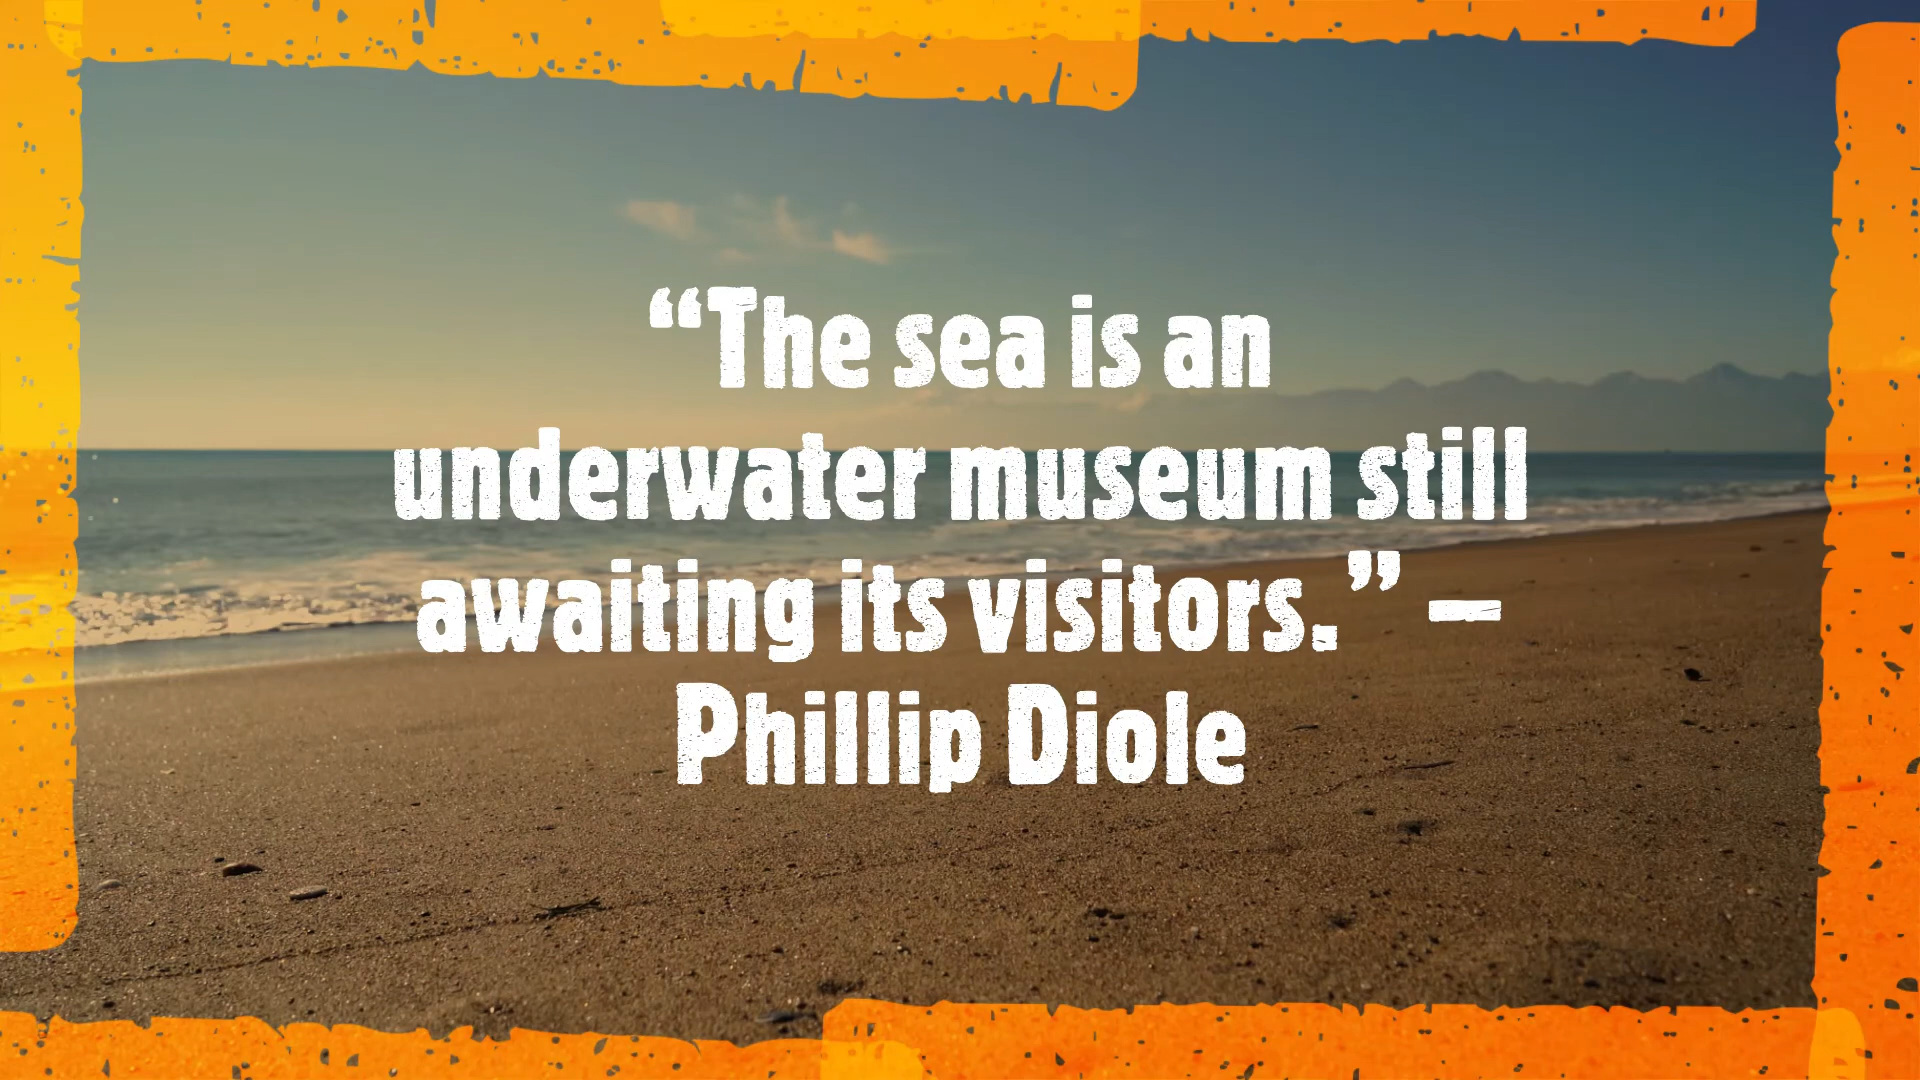 “The sea is an
underwater museum still
awaiting its visitors.” –
Phillip Diole